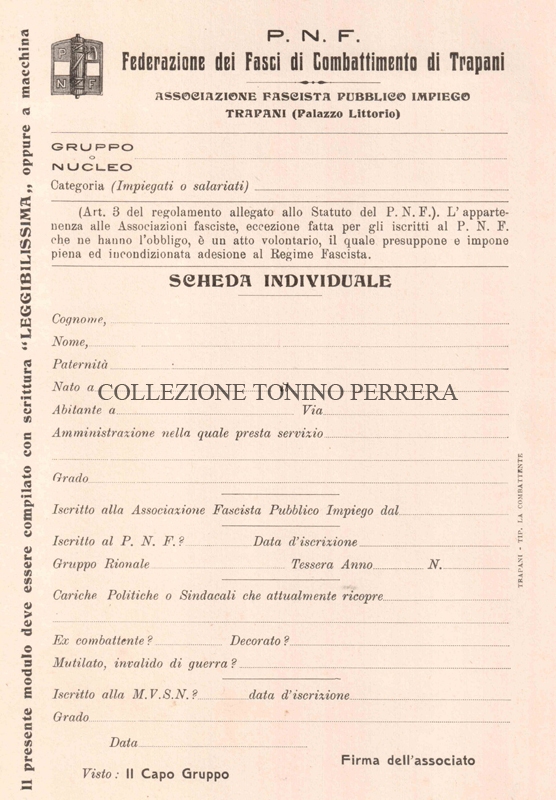 P. N. F.
Federazione dei Fasci di Combattimento di Trapani
ASSOCIAZIONE FASCISTA PUBBLICO IMPIEGO
TRAPANI (Palazzo Littorio)
P N
N F
GRUPPO
o
NUCLEO
Categoria (Impiegati o salariati)
(Art. 3 del regolamento allegato allo Statuto del P. N. F.). L'apparte-
nenza alle Associazioni fasciste, eccezione fatta per gli iscritti al P. N. F.
che ne hanno l'obbligo, è un atto volontario, il quale presuppone e impone
piena ed incondizionata adesione al Regime Fascista.
SCHEDA INDIVIDUALE
Cognome,
Nome,
Paternità
Nato a
COLLEZIONE TONINO PERRERA
Abitante a Via
Amministrazione nella quale presta servizio
Grado
Iscritto alla Associazione Fascista Pubblico Impiego dal
Iscritto al P. N. F.? Data d'iscrizione
Gruppo Rionale Tessera Anno N.
Cariche Politiche o Sindacali che attualmente ricopre
Ex combattente? Decorato?
Mutilato, invalido di guerra?
Iscritto alla M.V.S.N.? data d'iscrizione
Grado
Data
Firma dell'associato
Visto: Il Capo Gruppo
Il presente modulo deve essere compilato con scrittura "LEGGIBILISSIMA„ oppure a macchina
TRAPANI - TIP. LA COMBATTENTE